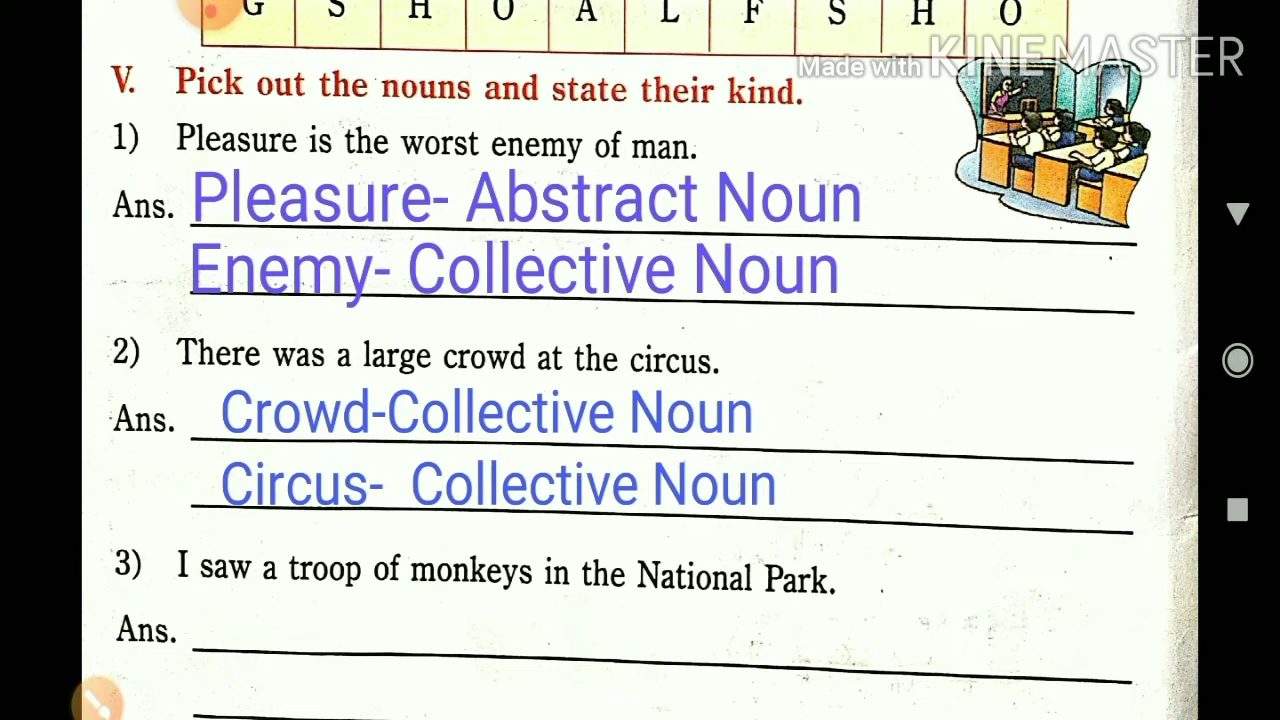 G S H O A L F S H O
Made with KINEMASTER
V. Pick out the nouns and state their kind.
1) Pleasure is the worst enemy of man.
Ans. Pleasure- Abstract Noun
Enemy- Collective Noun
2) There was a large crowd at the circus.
Ans. Crowd-Collective Noun
Circus- Collective Noun
3) I saw a troop of monkeys in the National Park.
Ans.